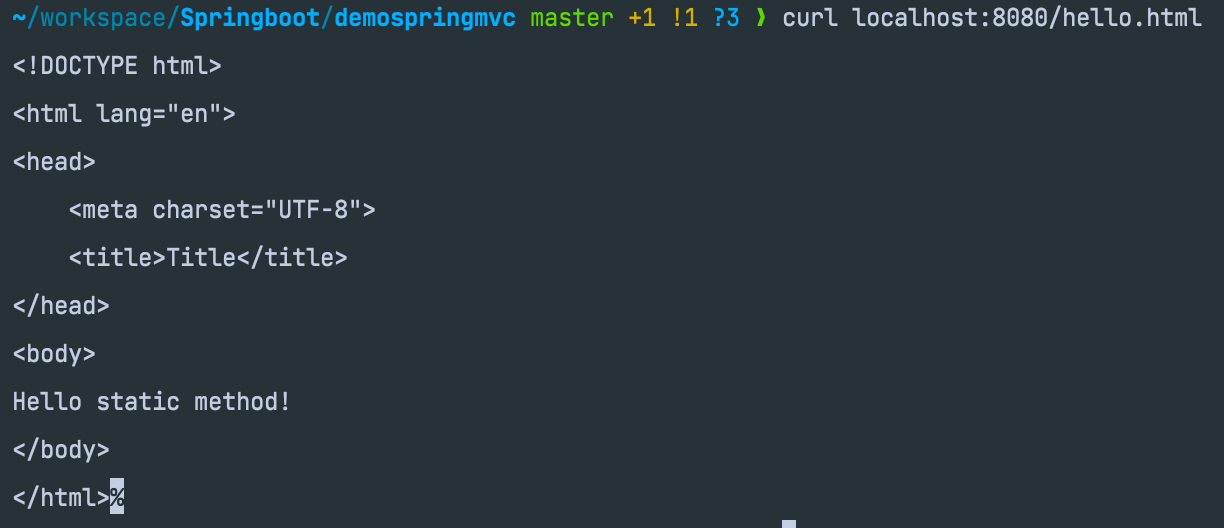 ~/workspace/Springboot/demospringmvc master +1 !1 ?3 ❱ curl localhost:8080/hello.html
<!DOCTYPE html>
<html lang="en">
<head>
    <meta charset="UTF-8">
    <title>Title</title>
</head>
<body>
Hello static method!
</body>
</html>%